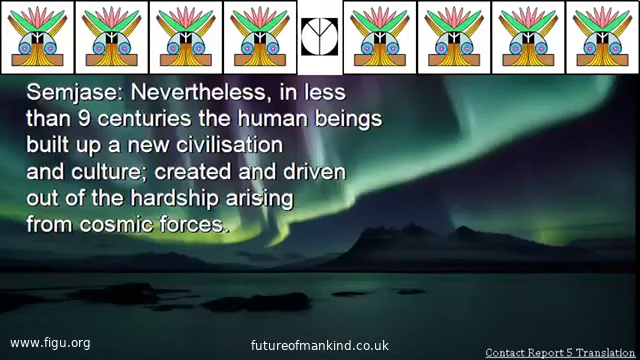 Semjase: Nevertheless, in less
than 9 centuries the human beings
built up a new civilisation
and culture; created and driven
out of the hardship arising
from cosmic forces.
www.figu.org
futureofmankind.co.uk
Contact Report 5 Translation